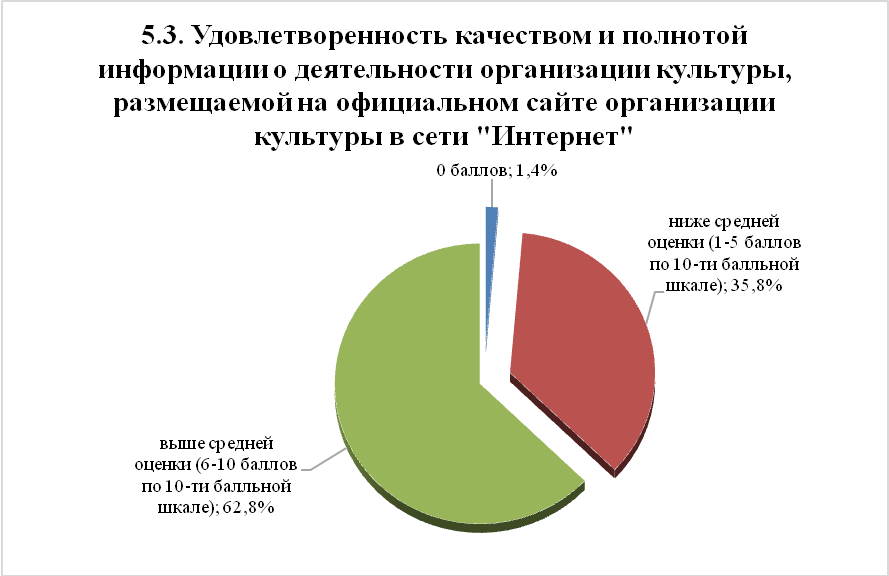 5.3. Удовлетворенность качеством и полнотой
информации о деятельности организации культуры,
размещаемой на официальном сайте организации
культуры в сети "Интернет"
0 баллов; 1,4%
ниже средней
оценки (1-5 баллов
по 10-ти балльной
шкале); 35,8%
выше средней
оценки (6-10 баллов
по 10-ти балльной
шкале); 62,8%